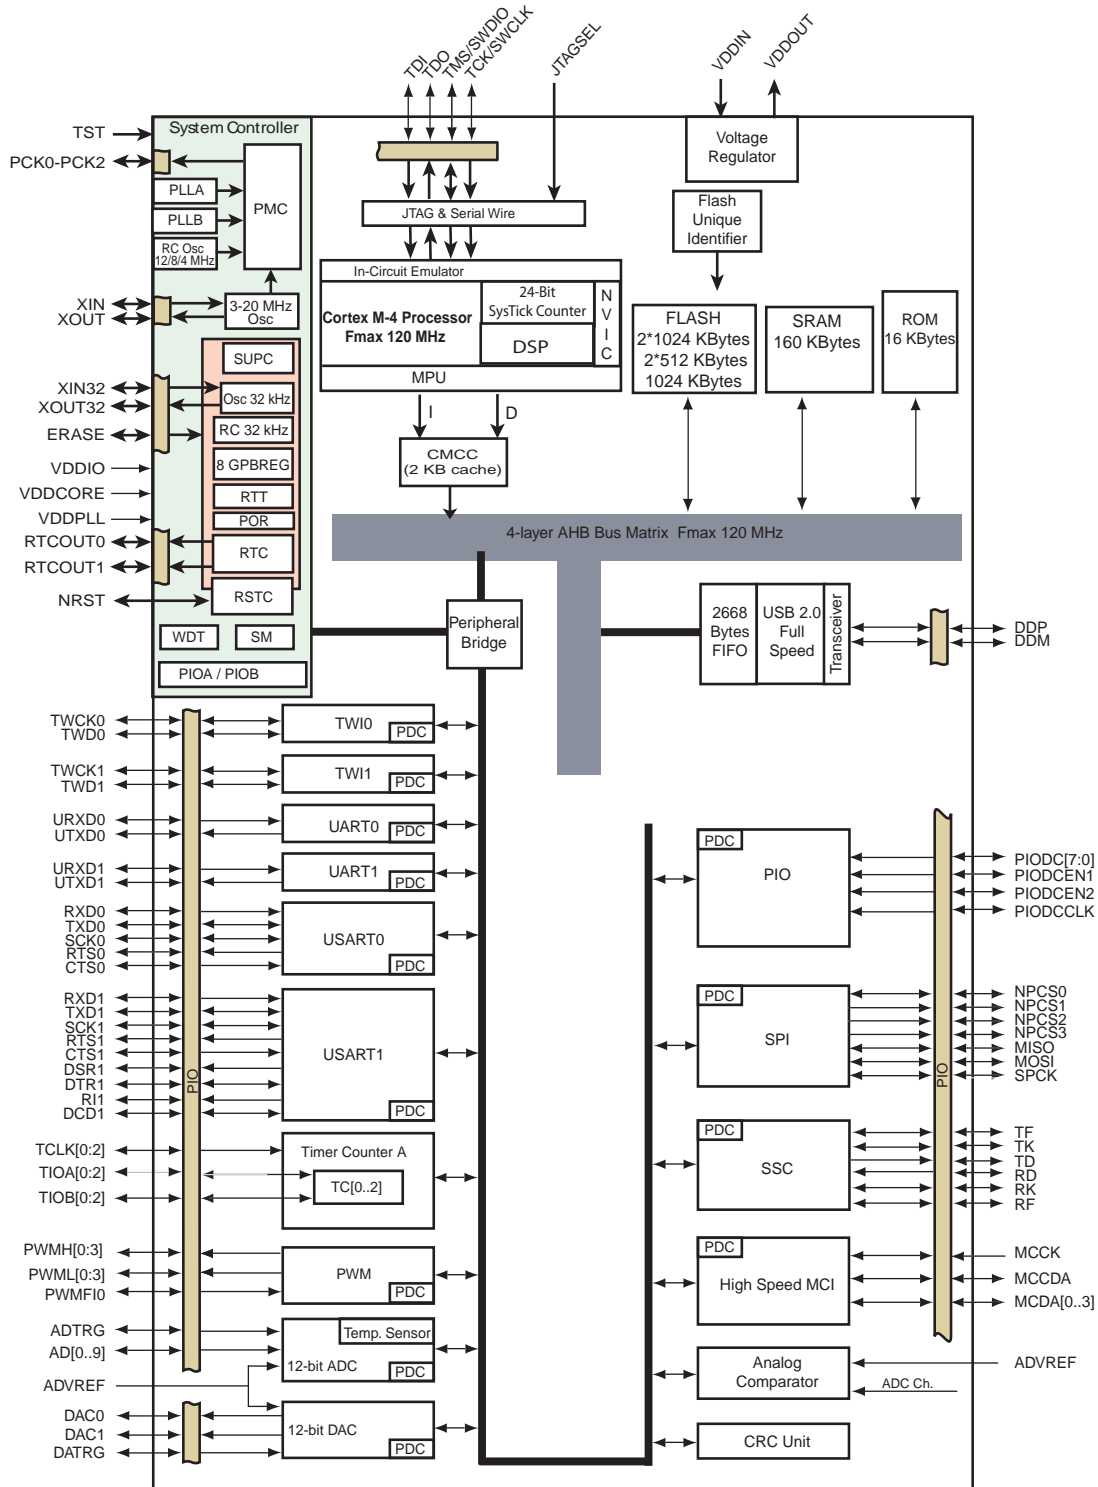 TDI
TDO
TMS/SWDIO
TCK/SWCLK
JTAGSEL
VDDIN
VDDOUT
TST
PCK0-PCK2
System Controller
PLLA
PLLB
RC Osc
12/8/4 MHz
PMC
XIN
XOUT
3-20 MHz
Osc
SUPC
XIN32
XOUT32
ERASE
Osc 32 kHz
RC 32 kHz
8 GPBREG
RTT
POR
RTC
RSTC
VDDIO
VDDCORE
VDDPLL
RTCOUT0
RTCOUT1
NRST
WDT
SM
PIOA / PIOB
JTAG & Serial Wire
In-Circuit Emulator
Cortex M-4 Processor
Fmax 120 MHz
24-Bit
SysTick Counter
DSP
N
V
I
C
MPU
I
D
CMCC
(2 KB cache)
Voltage
Regulator
Flash
Unique
Identifier
FLASH
2*1024 KBytes
2*512 KBytes
1024 KBytes
SRAM
160 KBytes
ROM
16 KBytes
4-layer AHB Bus Matrix Fmax 120 MHz
Peripheral
Bridge
2668
Bytes
FIFO
USB 2.0
Full
Speed
Transceiver
DDP
DDM
TWCK0
TWD0
TWI0
PDC
TWCK1
TWD1
TWI1
PDC
URXD0
UTXD0
UART0
PDC
URXD1
UTXD1
UART1
PDC
RXD0
TXD0
SCK0
RTS0
CTS0
USART0
PDC
RXD1
TXD1
SCK1
RTS1
CTS1
DSR1
DTR1
RI1
DCD1
PIO
USART1
PDC
TCLK[0:2]
TIOA[0:2]
TIOB[0:2]
Timer Counter A
TC[0..2]
PWMH[0:3]
PWML[0:3]
PWMFI0
PWM
PDC
ADTRG
AD[0..9]
Temp. Sensor
12-bit ADC
PDC
ADVREF
DAC0
DAC1
DATRG
12-bit DAC
PDC
PDC
PIO
PIODC[7:0]
PIODCEN1
PIODCEN2
PIODCCLK
PDC
SPI
NPCS0
NPCS1
NPCS2
NPCS3
MISO
MOSI
SPCK
PIO
PDC
SSC
TF
TK
TD
RD
RK
RF
PDC
High Speed MCI
MCCK
MCCDA
MCDA[0..3]
Analog
Comparator
ADVREF
ADC Ch.
CRC Unit